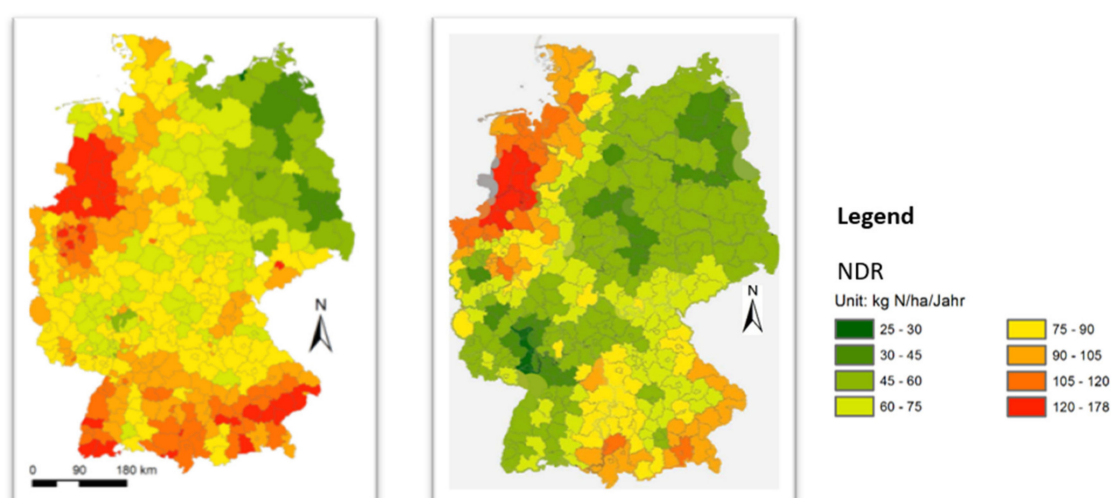 N
0 90 180 km
N
Legend
NDR
Unit: kg N/ha/Jahr
25 - 30
30 - 45
45 - 60
60 - 75
75 - 90
90 - 105
105 - 120
120 - 178